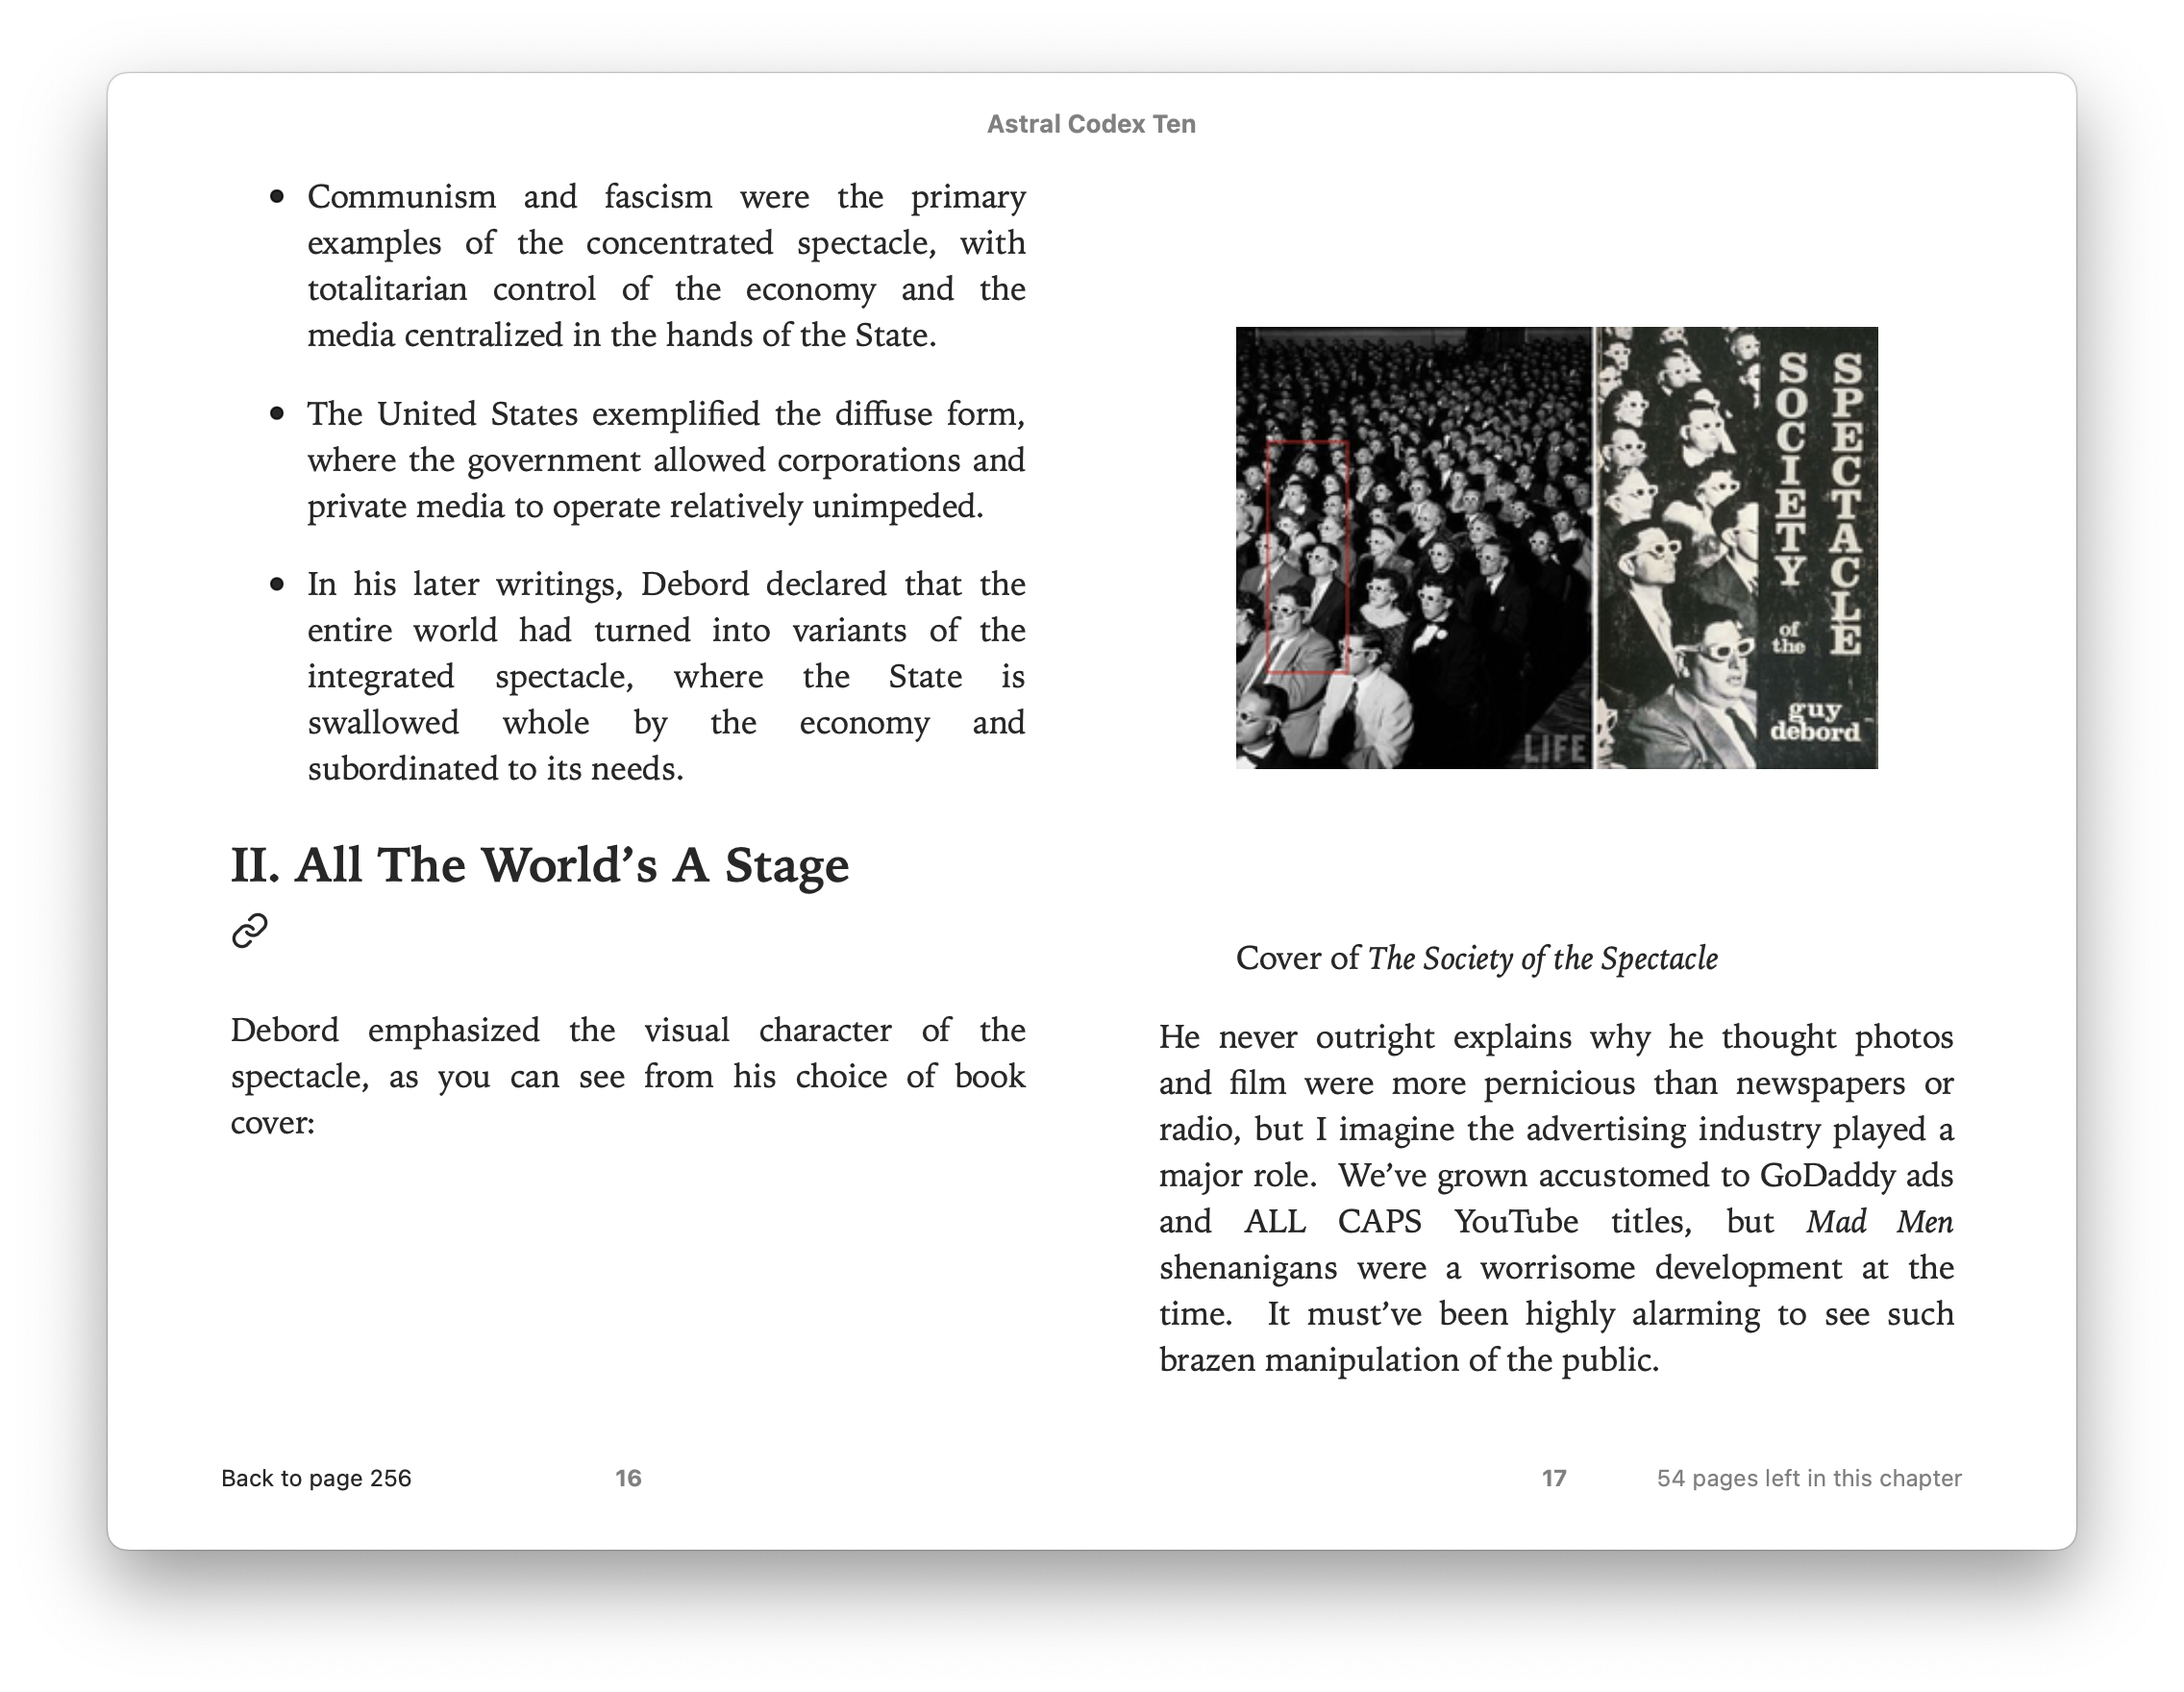 Astral Codex Ten
• Communism and fascism were the primary
examples of the concentrated spectacle, with
totalitarian control of the economy and the
media centralized in the hands of the State.
• The United States exemplified the diffuse form,
where the government allowed corporations and
private media to operate relatively unimpeded.
• In his later writings, Debord declared that the
entire world had turned into variants of the
integrated spectacle, where the State is
swallowed whole by the economy and
subordinated to its needs.
II. All The World’s A Stage
Debord emphasized the visual character of the
spectacle, as you can see from his choice of book
cover:
Back to page 256
16
LIFE
SOCIETY
of
the
SPECTACLE
guy
debord
Cover of The Society of the Spectacle
He never outright explains why he thought photos
and film were more pernicious than newspapers or
radio, but I imagine the advertising industry played a
major role.  We’ve grown accustomed to GoDaddy ads
and ALL CAPS YouTube titles, but Mad Men
shenanigans were a worrisome development at the
time.  It must’ve been highly alarming to see such
brazen manipulation of the public.
17
54 pages left in this chapter